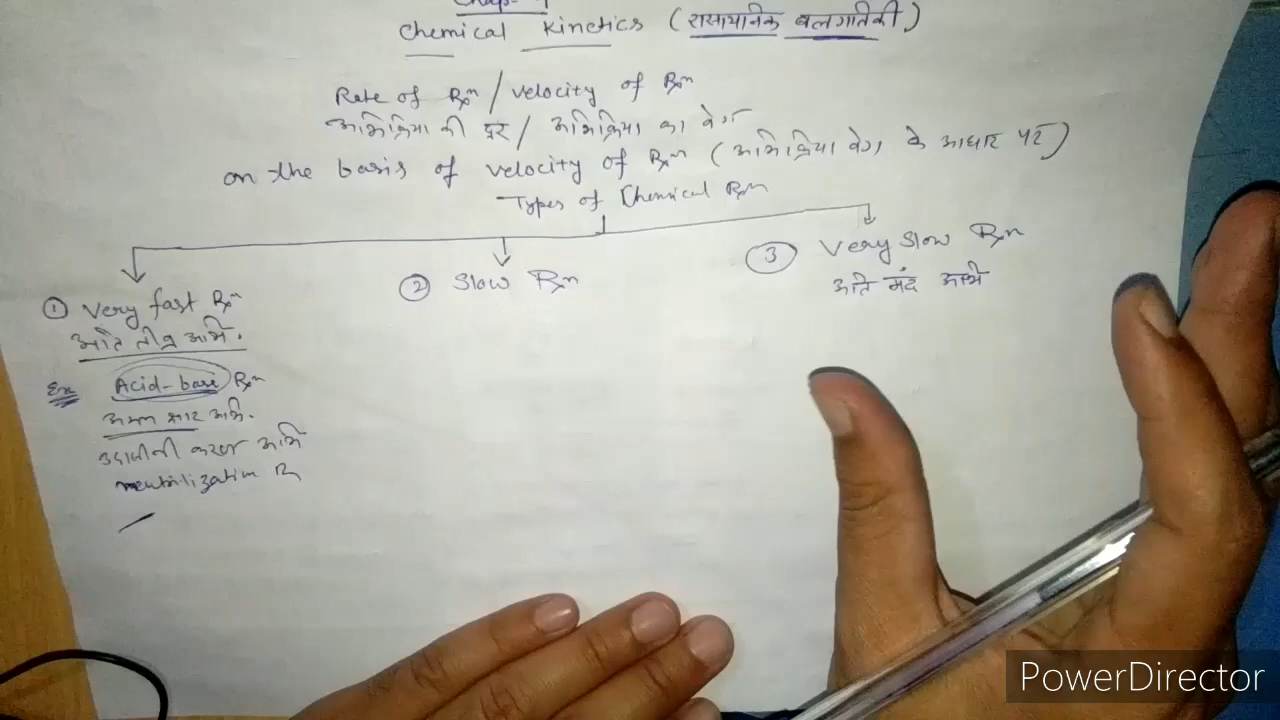 Chap-
Chemical Kinetics (रासायनिक बलगतिकी)
Rate of Rxn / velocity of Rxn
अभिक्रिया की दर / अभिक्रिया का वेग
on the basis of velocity of Rxn (अभिक्रिया वेग के आधार पर)
Types of Chemical Rxn
① Very fast Rxn
अति तीव्र अभि.
② Slow Rxn
③ Very slow Rxn
अति मंद अभि
Ex Acid-base Rxn
अम्ल क्षार अभि.
उदासीनीकरण अभि
neutrilization R
PowerDirector